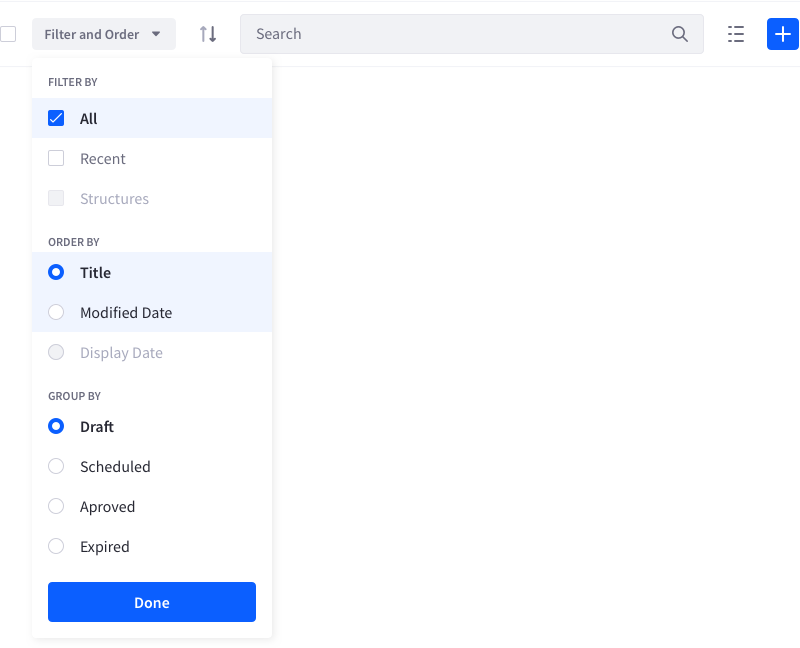 Filter and Order
Search
FILTER BY
All
Recent
Structures
ORDER BY
Title
Modified Date
Display Date
GROUP BY
Draft
Scheduled
Aproved
Expired
Done